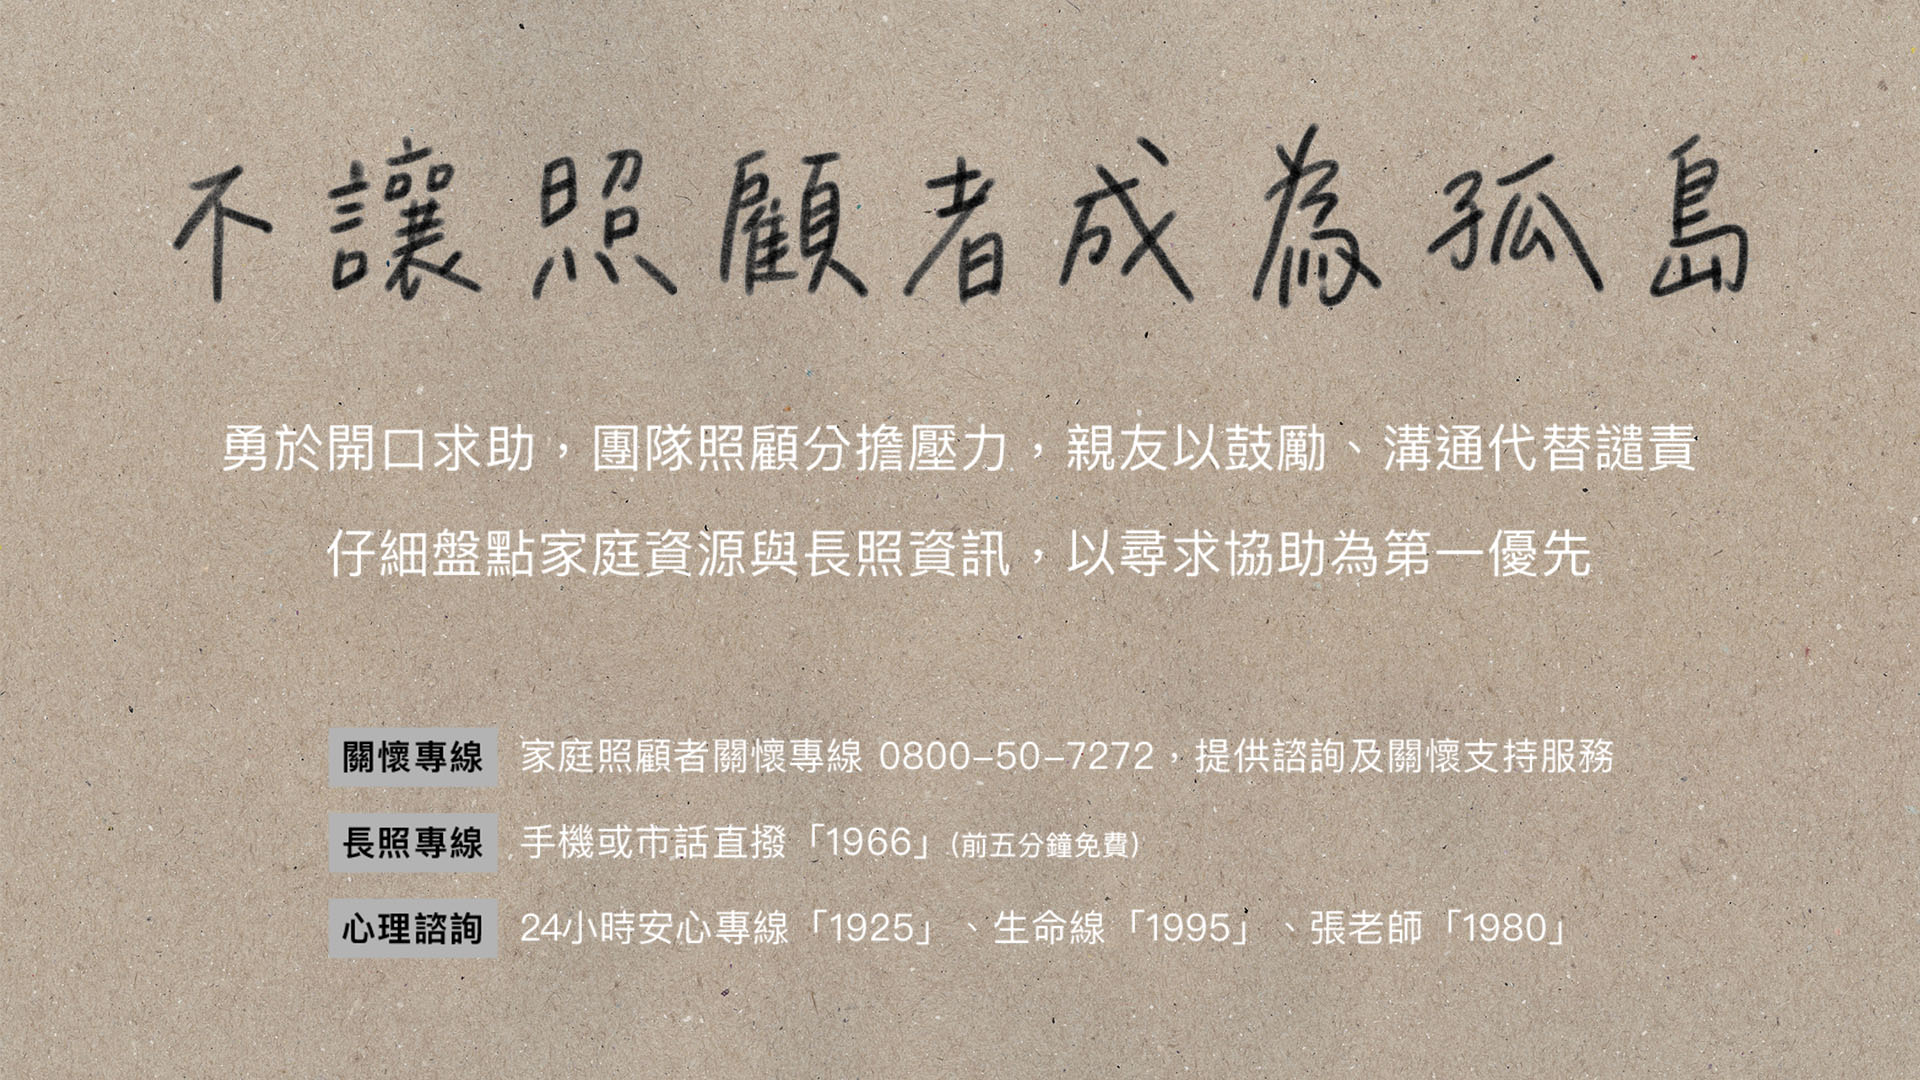 不讓照顧者成為孤島
勇於開口求助，團隊照顧分擔壓力，親友以鼓勵、溝通代替譴責
仔細盤點家庭資源與長照資訊，以尋求協助為第一優先
關懷專線 家庭照顧者關懷專線 0800–50–7272，提供諮詢及關懷支持服務
長照專線 手機或市話直撥「1966」(前五分鐘免費)
心理諮詢 24小時安心專線「1925」、生命線「1995」、張老師「1980」